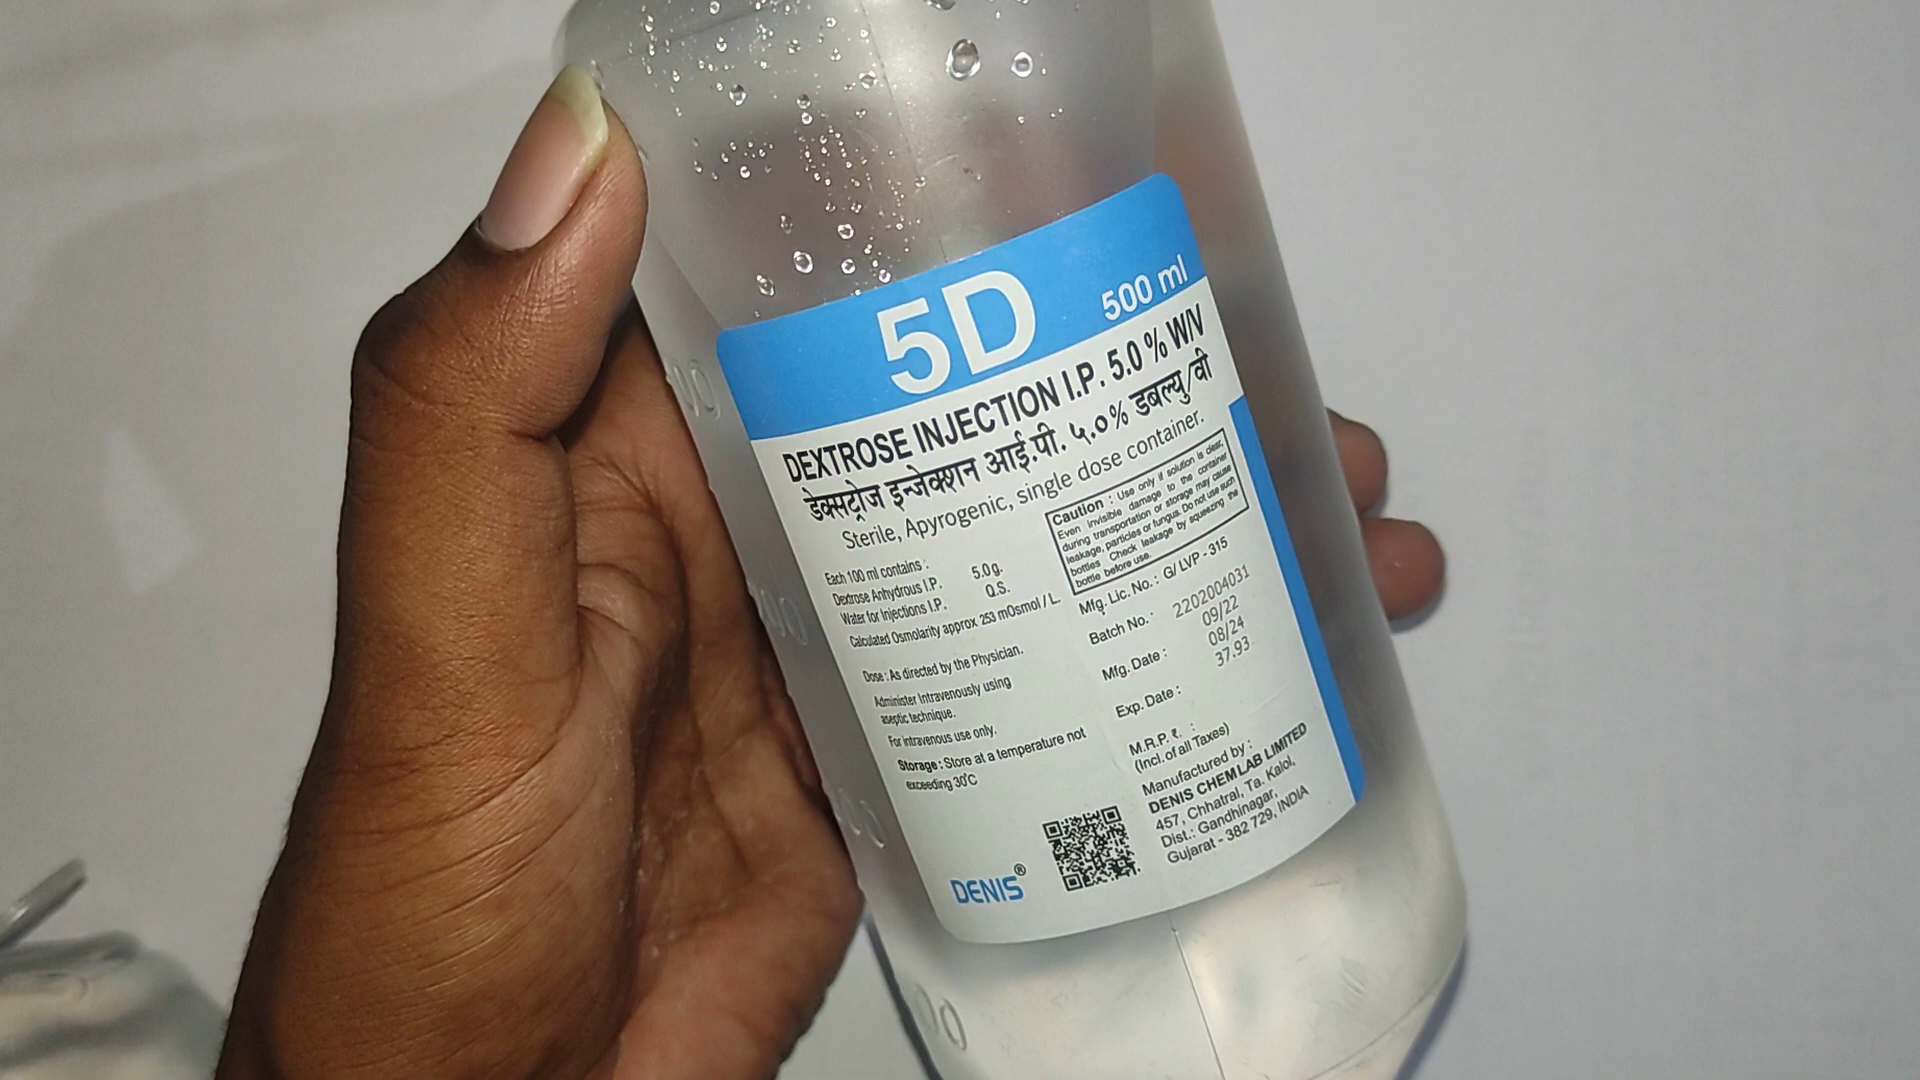 5D
500 ml
DEXTROSE INJECTION I.P. 5.0 % W/V
डेक्सट्रोज इन्जेक्शन आई.पी. ५.०% डबल्यु/वी
Sterile, Apyrogenic, single dose container.
Each 100 ml contains :
Dextrose Anhydrous I.P. 5.0g.
Water for Injections I.P. Q.S.
Calculated Osmolarity approx 253 mOsmol / L.
Dose : As directed by the Physician.
Administer Intravenously using
aseptic technique.
For intravenous use only.
Storage : Store at a temperature not
exceeding 30°C
DENIS®
Caution : Use only if solution is clear,
Even invisible damage to the container
during transportation or storage may cause
leakage, particles or fungus. Do not use such
bottles. Check leakage by squeezing the
bottle before use.
Mfg. Lic. No. : G/ LVP - 315
Batch No. : 2202004031
Mfg. Date : 09/22
Exp. Date : 08/24
M.R.P. ₹. : 37.93
(Incl. of all Taxes)
Manufactured by :
DENIS CHEM LAB LIMITED
457, Chhatral, Ta. Kalol,
Dist.: Gandhinagar,
Gujarat - 382 729, INDIA